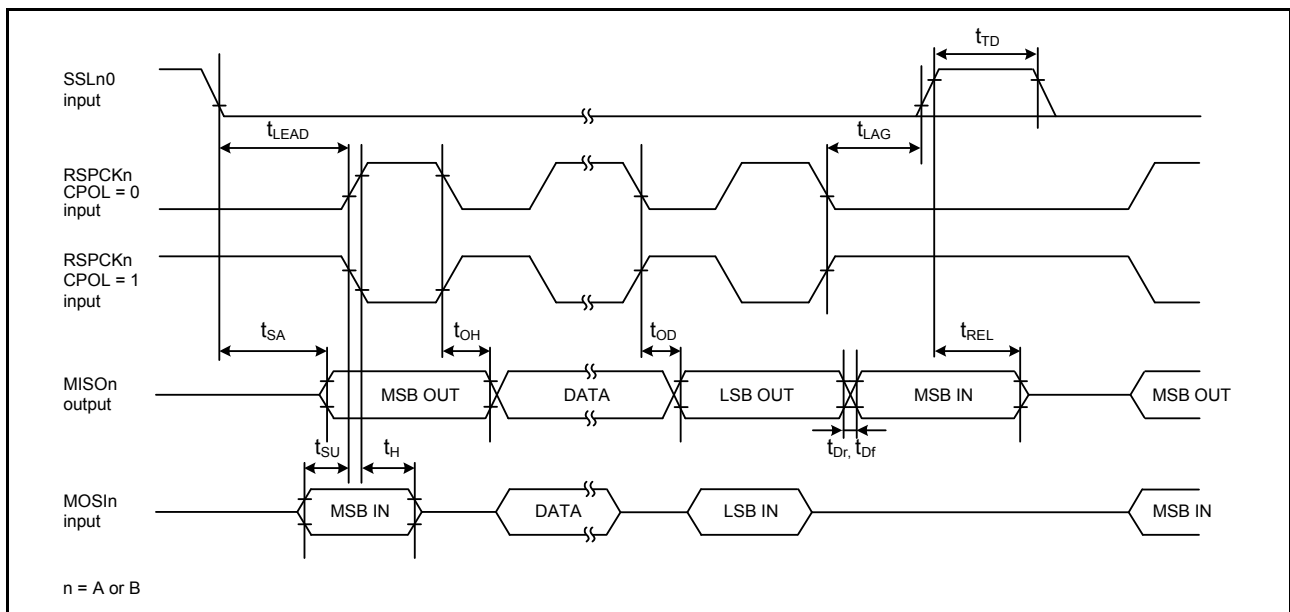 tTD
SSLn0
input
tLEAD
tLAG
RSPCKn
CPOL = 0
input
RSPCKn
CPOL = 1
input
tSA
tOH
tOD
tREL
MISOn
output
MSB OUT
DATA
LSB OUT
MSB IN
MSB OUT
tSU
tH
tDr, tDf
MOSIn
input
MSB IN
DATA
LSB IN
MSB IN
n = A or B